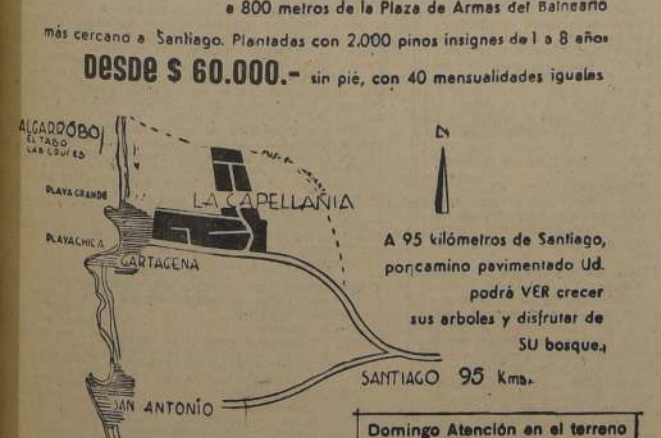 a 800 metros de la Plaza de Armas del Balneario
más cercano a Santiago. Plantadas con 2.000 pinos insignes de 1 a 8 años
DESDE $ 60.000.- sin pié, con 40 mensualidades iguales
ALGARROBO
EL TABO
LAS CRUCES
N
PLAYA GRANDE
LA CAPELLANIA
PLAYA CHICA
CARTAGENA
A 95 kilómetros de Santiago,
por camino pavimentado Ud.
podrá VER crecer
sus arboles y disfrutar de
SU bosque.
SANTIAGO 95 Kms.
SAN ANTONIO
Domingo Atención en el terreno